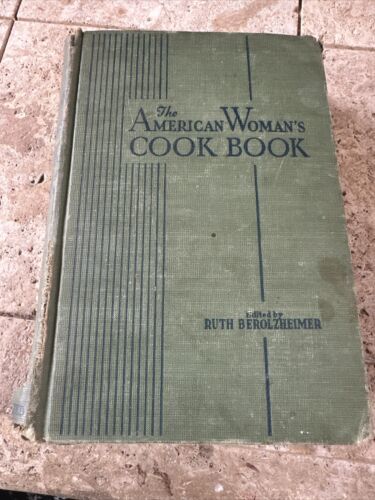 The
AMERICAN WOMAN'S
COOK BOOK
Edited by
RUTH BEROLZHEIMER